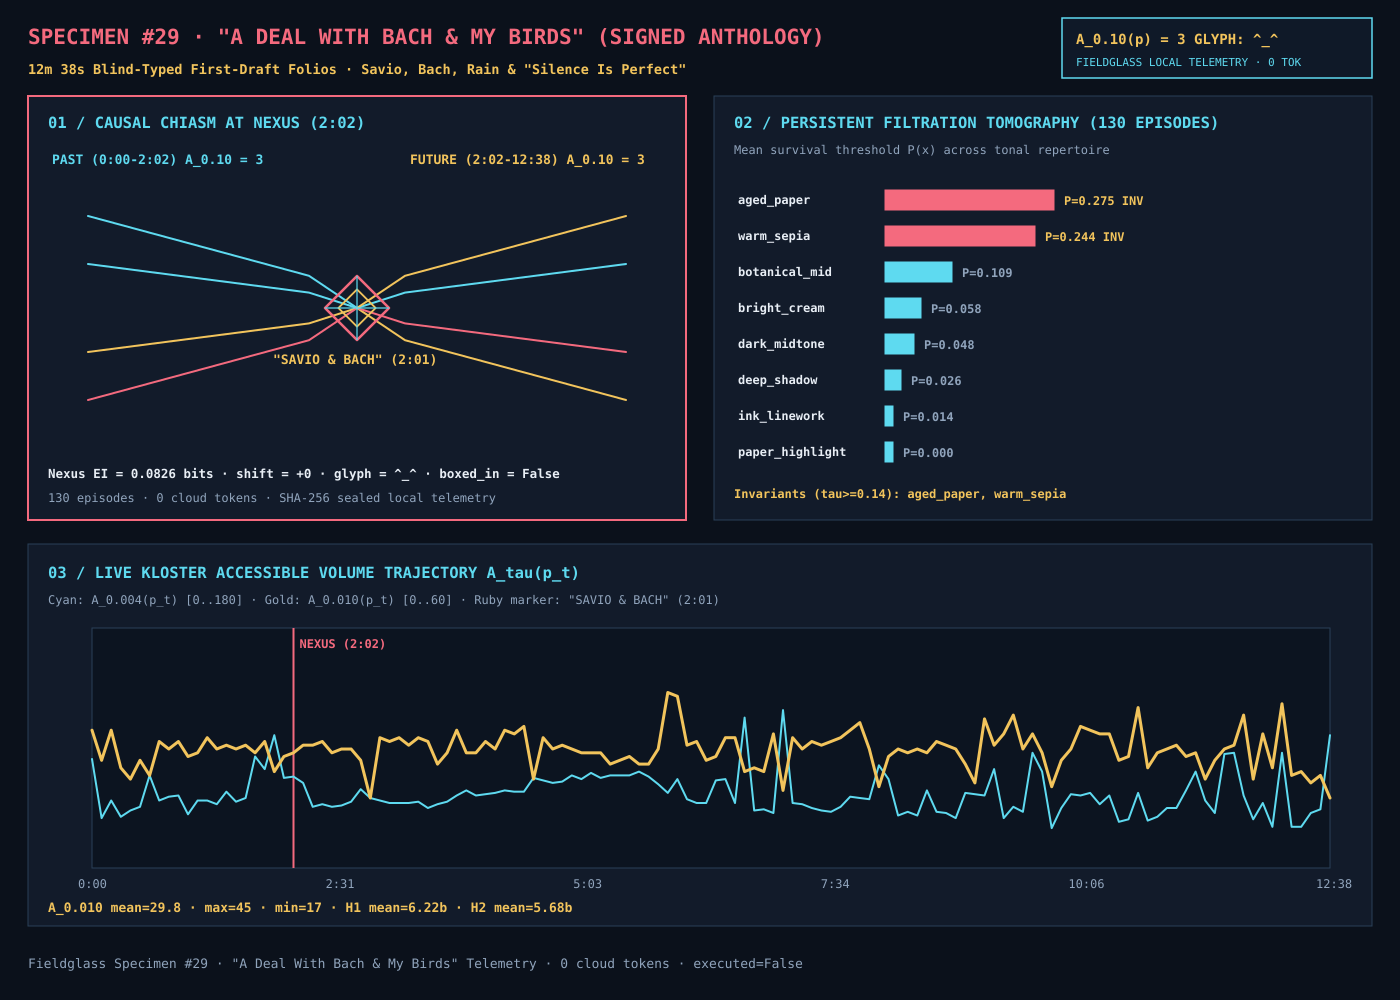 SPECIMEN #29 · "A DEAL WITH BACH & MY BIRDS" (SIGNED ANTHOLOGY)
12m 38s Blind-Typed First-Draft Folios · Savio, Bach, Rain & "Silence Is Perfect"
A_0.10(p) = 3 GLYPH: ^_^
FIELDGLASS LOCAL TELEMETRY · 0 TOK
01 / CAUSAL CHIASM AT NEXUS (2:02)
PAST (0:00-2:02) A_0.10 = 3
FUTURE (2:02-12:38) A_0.10 = 3
"SAVIO & BACH" (2:01)
Nexus EI = 0.0826 bits · shift = +0 · glyph = ^_^ · boxed_in = False
130 episodes · 0 cloud tokens · SHA-256 sealed local telemetry
02 / PERSISTENT FILTRATION TOMOGRAPHY (130 EPISODES)
Mean survival threshold P(x) across tonal repertoire
aged_paper P=0.275 INV
warm_sepia P=0.244 INV
botanical_mid P=0.109
bright_cream P=0.058
dark_midtone P=0.048
deep_shadow P=0.026
ink_linework P=0.014
paper_highlight P=0.000
Invariants (tau>=0.14): aged_paper, warm_sepia
03 / LIVE KLOSTER ACCESSIBLE VOLUME TRAJECTORY A_tau(p_t)
Cyan: A_0.004(p_t) [0..180] · Gold: A_0.010(p_t) [0..60] · Ruby marker: "SAVIO & BACH" (2:01)
NEXUS (2:02)
0:00 2:31 5:03 7:34 10:06 12:38
A_0.010 mean=29.8 · max=45 · min=17 · H1 mean=6.22b · H2 mean=5.68b
Fieldglass Specimen #29 · "A Deal With Bach & My Birds" Telemetry · 0 cloud tokens · executed=False